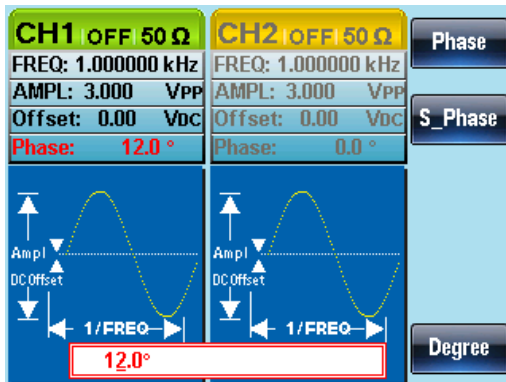 CH1 OFF 50 Ω
FREQ: 1.000000 kHz
AMPL: 3.000 VPP
Offset: 0.00 VDC
Phase: 12.0 °
Ampl
DC Offset
1/FREQ
CH2 OFF 50 Ω
FREQ: 1.000000 kHz
AMPL: 3.000 VPP
Offset: 0.00 VDC
Phase: 0.0 °
Ampl
DC Offset
1/FREQ
12.0°
Phase
S_Phase
Degree